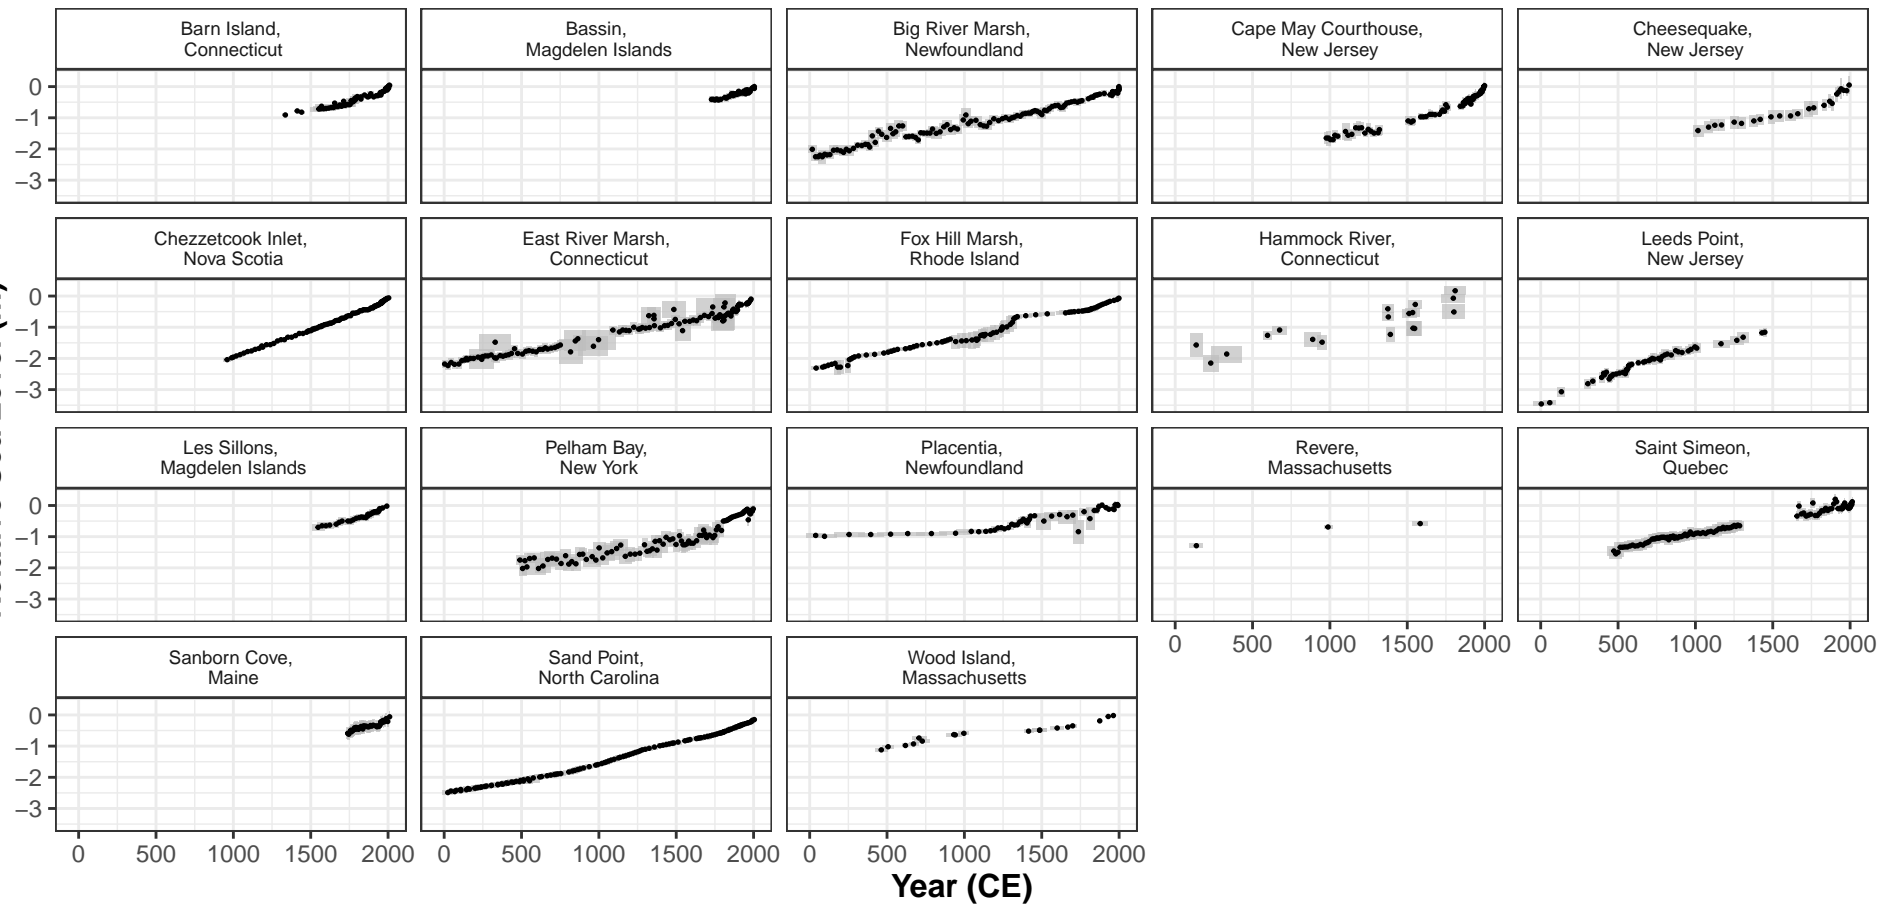 Barn Island,
Connecticut
Bassin,
Magdelen Islands
Big River Marsh,
Newfoundland
Cape May Courthouse,
New Jersey
Cheesequake,
New Jersey
0
−1
−2
−3
Chezzetcook Inlet,
Nova Scotia
East River Marsh,
Connecticut
Fox Hill Marsh,
Rhode Island
Hammock River,
Connecticut
Leeds Point,
New Jersey
0
−1
−2
−3
Les Sillons,
Magdelen Islands
Pelham Bay,
New York
Placentia,
Newfoundland
Revere,
Massachusetts
Saint Simeon,
Quebec
0
−1
−2
−3
0 500 1000 1500 2000
0 500 1000 1500 2000
Sanborn Cove,
Maine
Sand Point,
North Carolina
Wood Island,
Massachusetts
0
−1
−2
−3
0 500 1000 1500 2000
0 500 1000 1500 2000
0 500 1000 1500 2000
Year (CE)